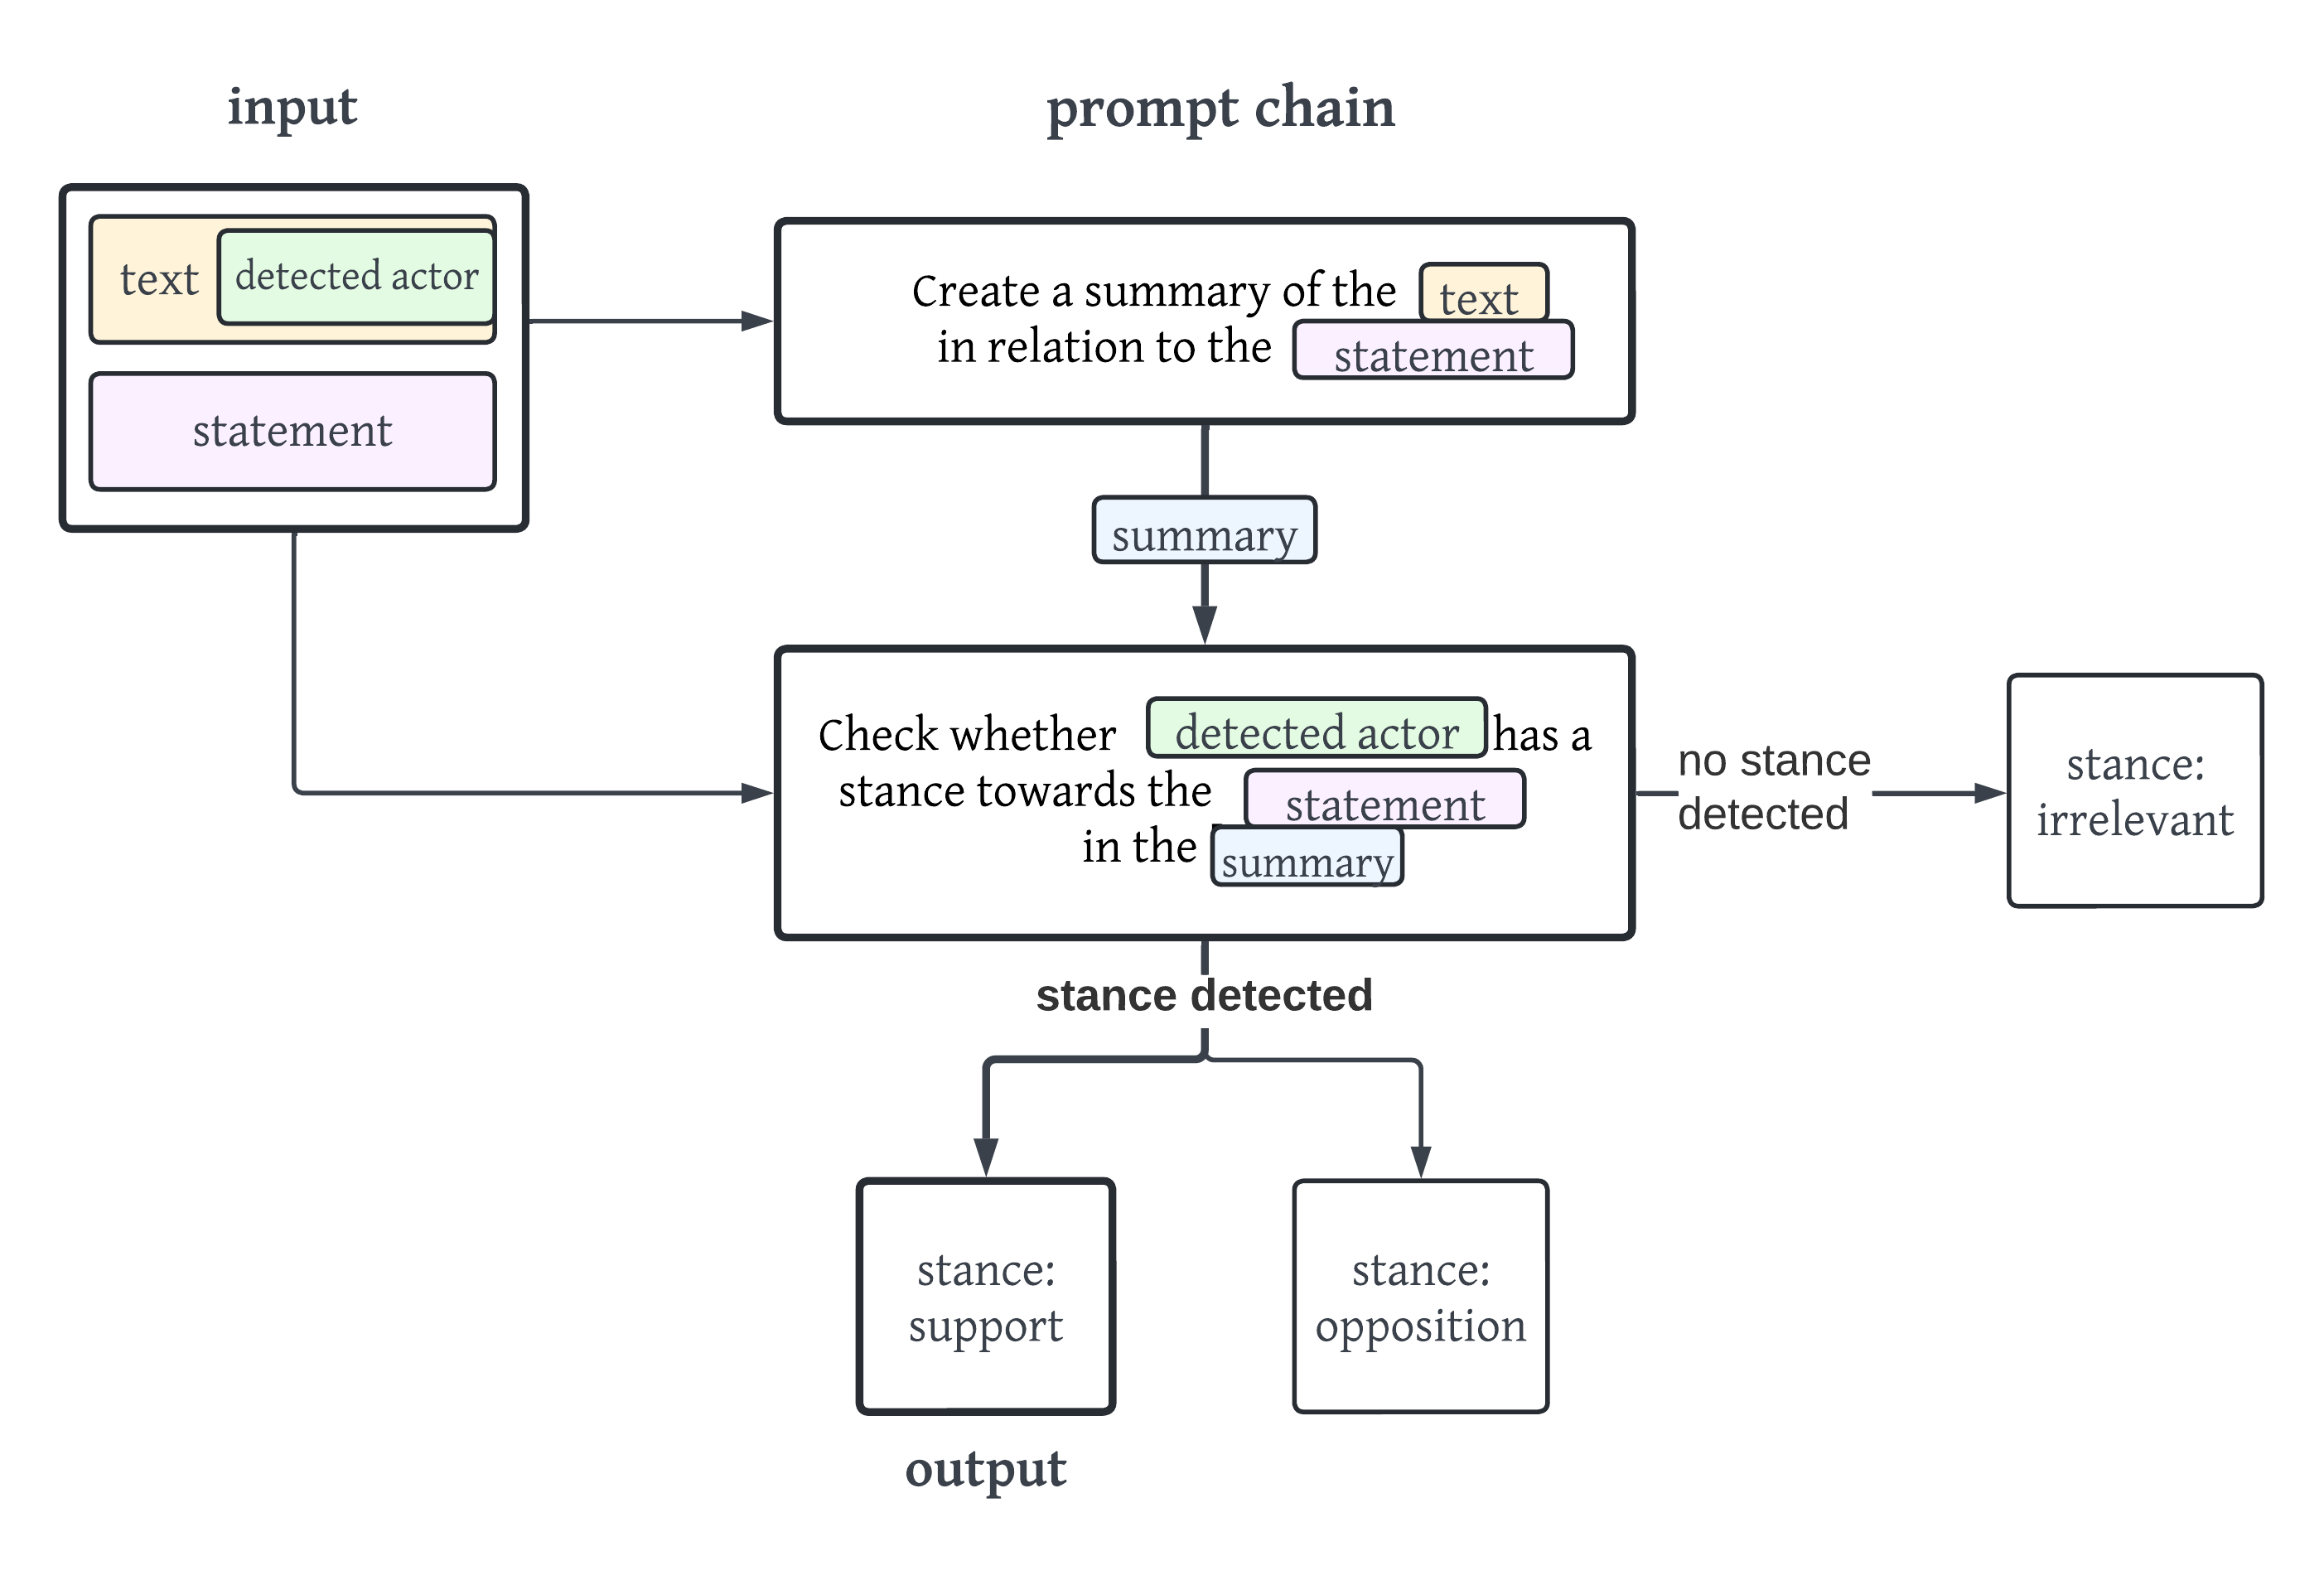 input
prompt chain
text
detected actor
statement
Create a summary of the text
in relation to the statement
summary
Check whether detected actor has a
stance towards the statement
in the summary
no stance
detected
stance:
irrelevant
stance detected
stance:
support
stance:
opposition
output